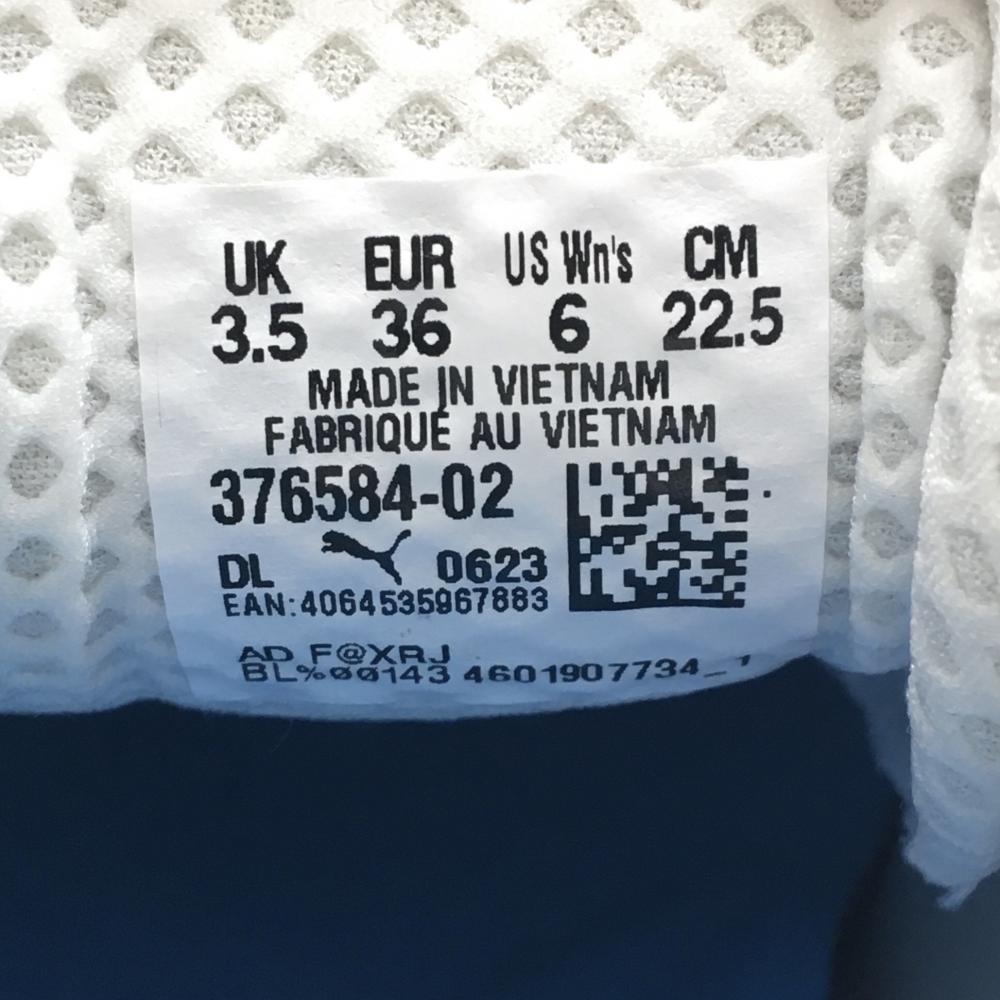 UK EUR US Wn's CM
3.5 36 6 22.5
MADE IN VIETNAM
FABRIQUÉ AU VIETNAM
376584-02
DL 0623
EAN:4064535967883
AD F@XRJ
BL%00143 4601907734_1